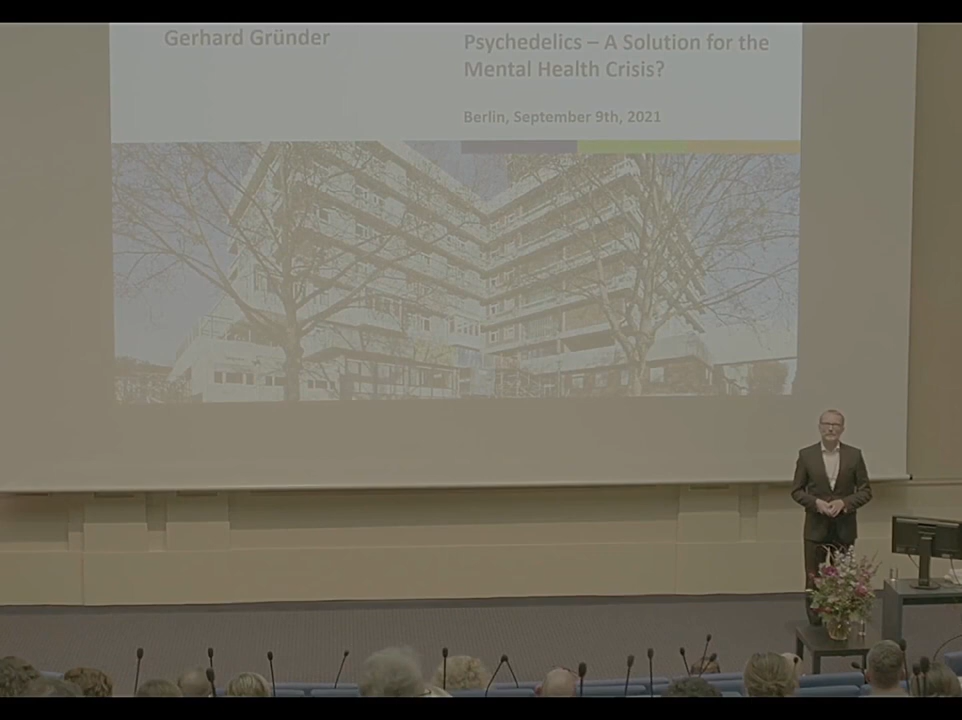 Gerhard Gründer
Psychedelics – A Solution for the
Mental Health Crisis?
Berlin, September 9th, 2021